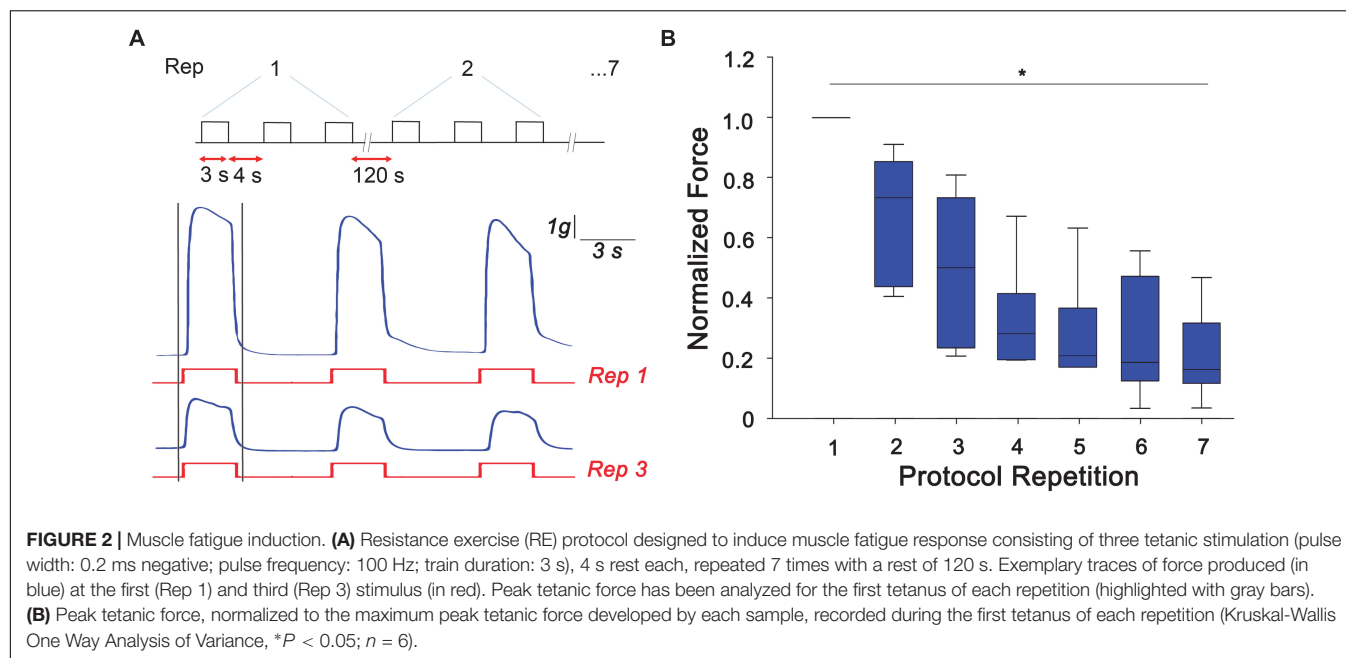 A
Rep 1 2 ...7
3 s 4 s 120 s
1g
3 s
Rep 1
Rep 3
B
Normalized Force
1.2
1.0
0.8
0.6
0.4
0.2
0
*
1 2 3 4 5 6 7
Protocol Repetition
FIGURE 2 | Muscle fatigue induction. (A) Resistance exercise (RE) protocol designed to induce muscle fatigue response consisting of three tetanic stimulation (pulse
width: 0.2 ms negative; pulse frequency: 100 Hz; train duration: 3 s), 4 s rest each, repeated 7 times with a rest of 120 s. Exemplary traces of force produced (in
blue) at the first (Rep 1) and third (Rep 3) stimulus (in red). Peak tetanic force has been analyzed for the first tetanus of each repetition (highlighted with gray bars).
(B) Peak tetanic force, normalized to the maximum peak tetanic force developed by each sample, recorded during the first tetanus of each repetition (Kruskal-Wallis
One Way Analysis of Variance, *P < 0.05; n = 6).